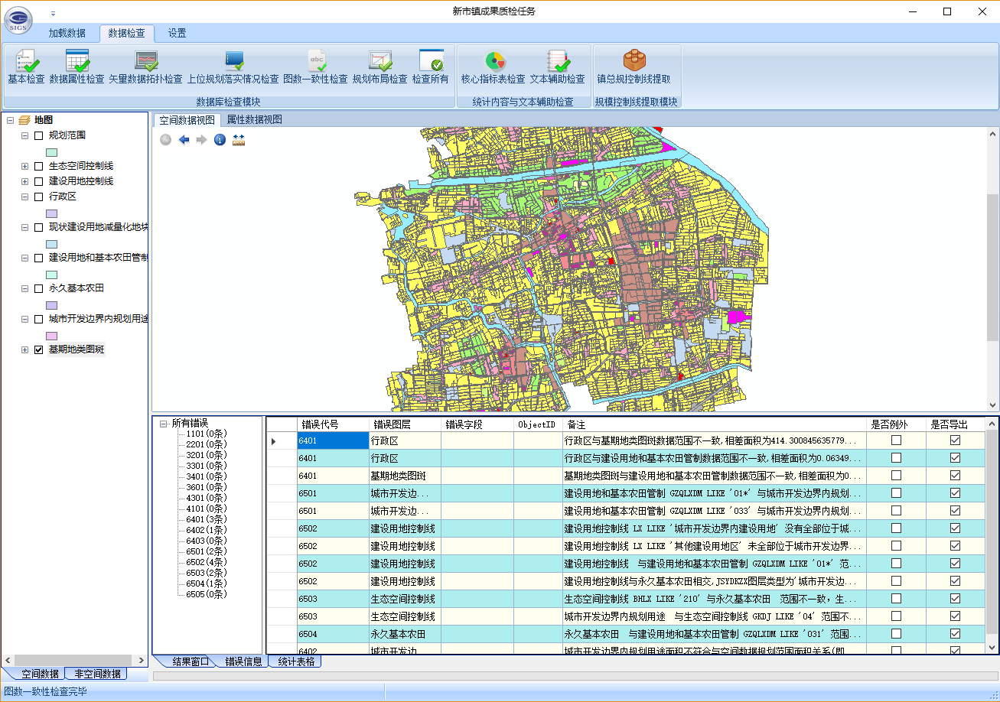 新市镇成果质检任务
SIGS
加载数据 数据检查 设置
基本检查 数据属性检查 矢量数据拓扑检查 上位规划落实情况检查 图数一致性检查 规划布局检查 检查所有 核心指标表检查 文本辅助检查 镇总规控制线提取
数据库检查模块 统计内容与文本辅助检查 规模控制线提取模块
地图
规划范围
生态空间控制线
建设用地控制线
行政区
现状建设用地减量化地块
建设用地和基本农田管制
永久基本农田
城市开发边界内规划用途
基期地类图斑
空间数据 非空间数据
空间数据视图 属性数据视图
所有错误
1101(0条)
2201(0条)
3201(0条)
3301(0条)
3401(0条)
3601(0条)
4301(0条)
4101(0条)
6401(3条)
6402(1条)
6403(0条)
6501(2条)
6502(4条)
6503(2条)
6504(1条)
6505(0条)
错误代号 错误图层 错误字段 ObjectID 备注 是否例外 是否导出
6401 行政区 行政区与基期地类图斑数据范围不一致,相差面积为414.300845635779...
6401 行政区 行政区与建设用地和基本农田管制数据范围不一致,相差面积为0.06349...
6401 基期地类图斑 基期地类图斑与建设用地和基本农田管制数据范围不一致,相差面积为0...
6501 城市开发边... 建设用地和基本农田管制 GZQLXDM LIKE '01*' 与城市开发边界内规划...
6501 城市开发边... 建设用地和基本农田管制 GZQLXDM LIKE '033' 与城市开发边界内规划...
6502 建设用地控制线 建设用地控制线 LX LIKE '城市开发边界内建设用地' 没有全部位于城...
6502 建设用地控制线 建设用地控制线 LX LIKE '其他建设用地区' 未全部位于城市开发边界...
6502 建设用地控制线 建设用地控制线 与建设用地和基本农田管制 GZQLXDM LIKE '01*' 范...
6502 建设用地控制线 建设用地控制线与永久基本农田相交,JSYDKZX图层类型为'城市开发边...
6503 生态空间控制线 生态空间控制线 BHLX LIKE '210' 与永久基本农田 范围不一致，生...
6503 生态空间控制线 城市开发边界内规划用途 与生态空间控制线 GKDJ LIKE '04' 范围不...
6504 永久基本农田 永久基本农田 与建设用地和基本农田管制 GZQLXDM LIKE '031' 范围...
6402 城市开发边 城市开发边界内规划用途面积不符合与空间数据规划范围面积关系(即
结果窗口 错误信息 统计表格
图数一致性检查完毕